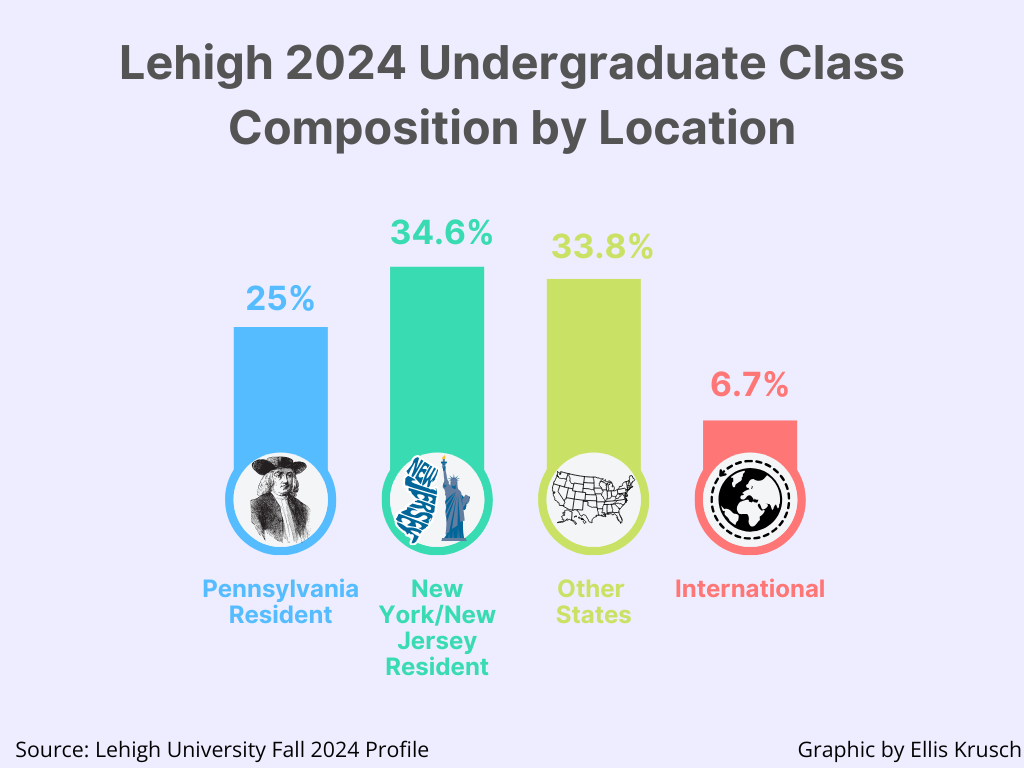 Lehigh 2024 Undergraduate Class
Composition by Location
25%
34.6%
33.8%
6.7%
NEW
JERSEY
Pennsylvania
Resident
New
York/New
Jersey
Resident
Other
States
International
Source: Lehigh University Fall 2024 Profile
Graphic by Ellis Krusch